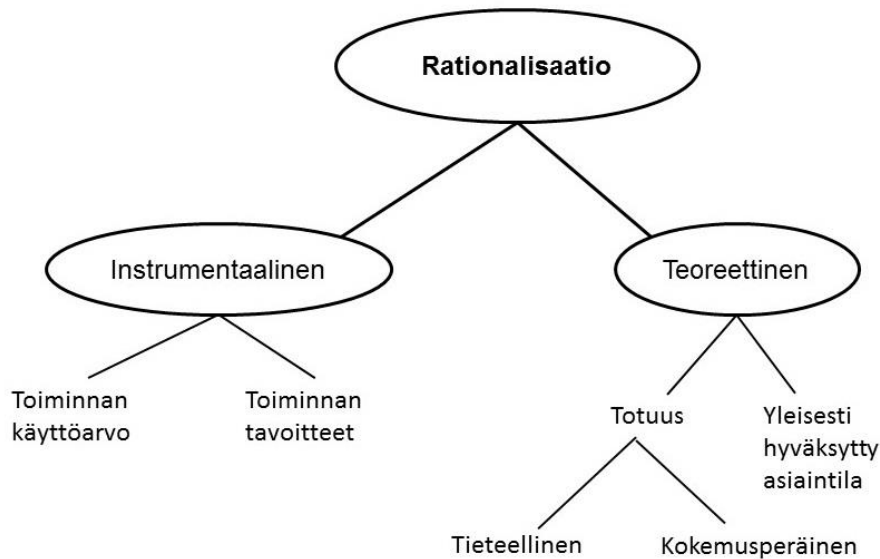 Rationalisaatio
Instrumentaalinen
Teoreettinen
Toiminnan
käyttöarvo
Toiminnan
tavoitteet
Totuus
Yleisesti
hyväksytty
asiaintila
Tieteellinen
Kokemusperäinen